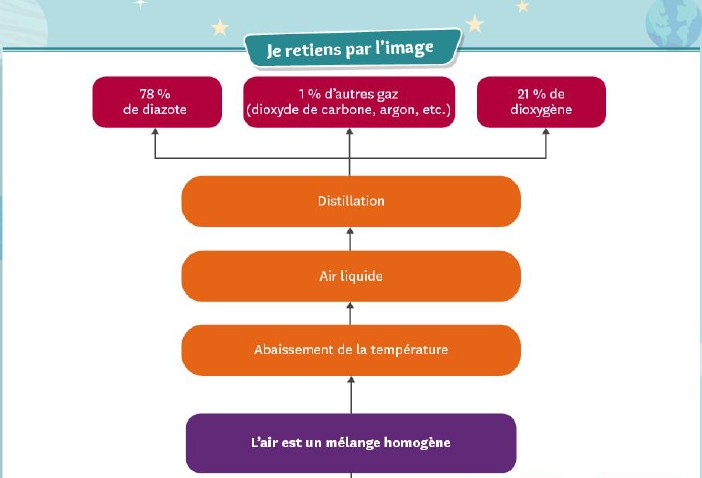 Je retiens par l'image
78 %
de diazote
1 % d'autres gaz
(dioxyde de carbone, argon, etc.)
21 % de
dioxygène
Distillation
Air liquide
Abaissement de la température
L'air est un mélange homogène